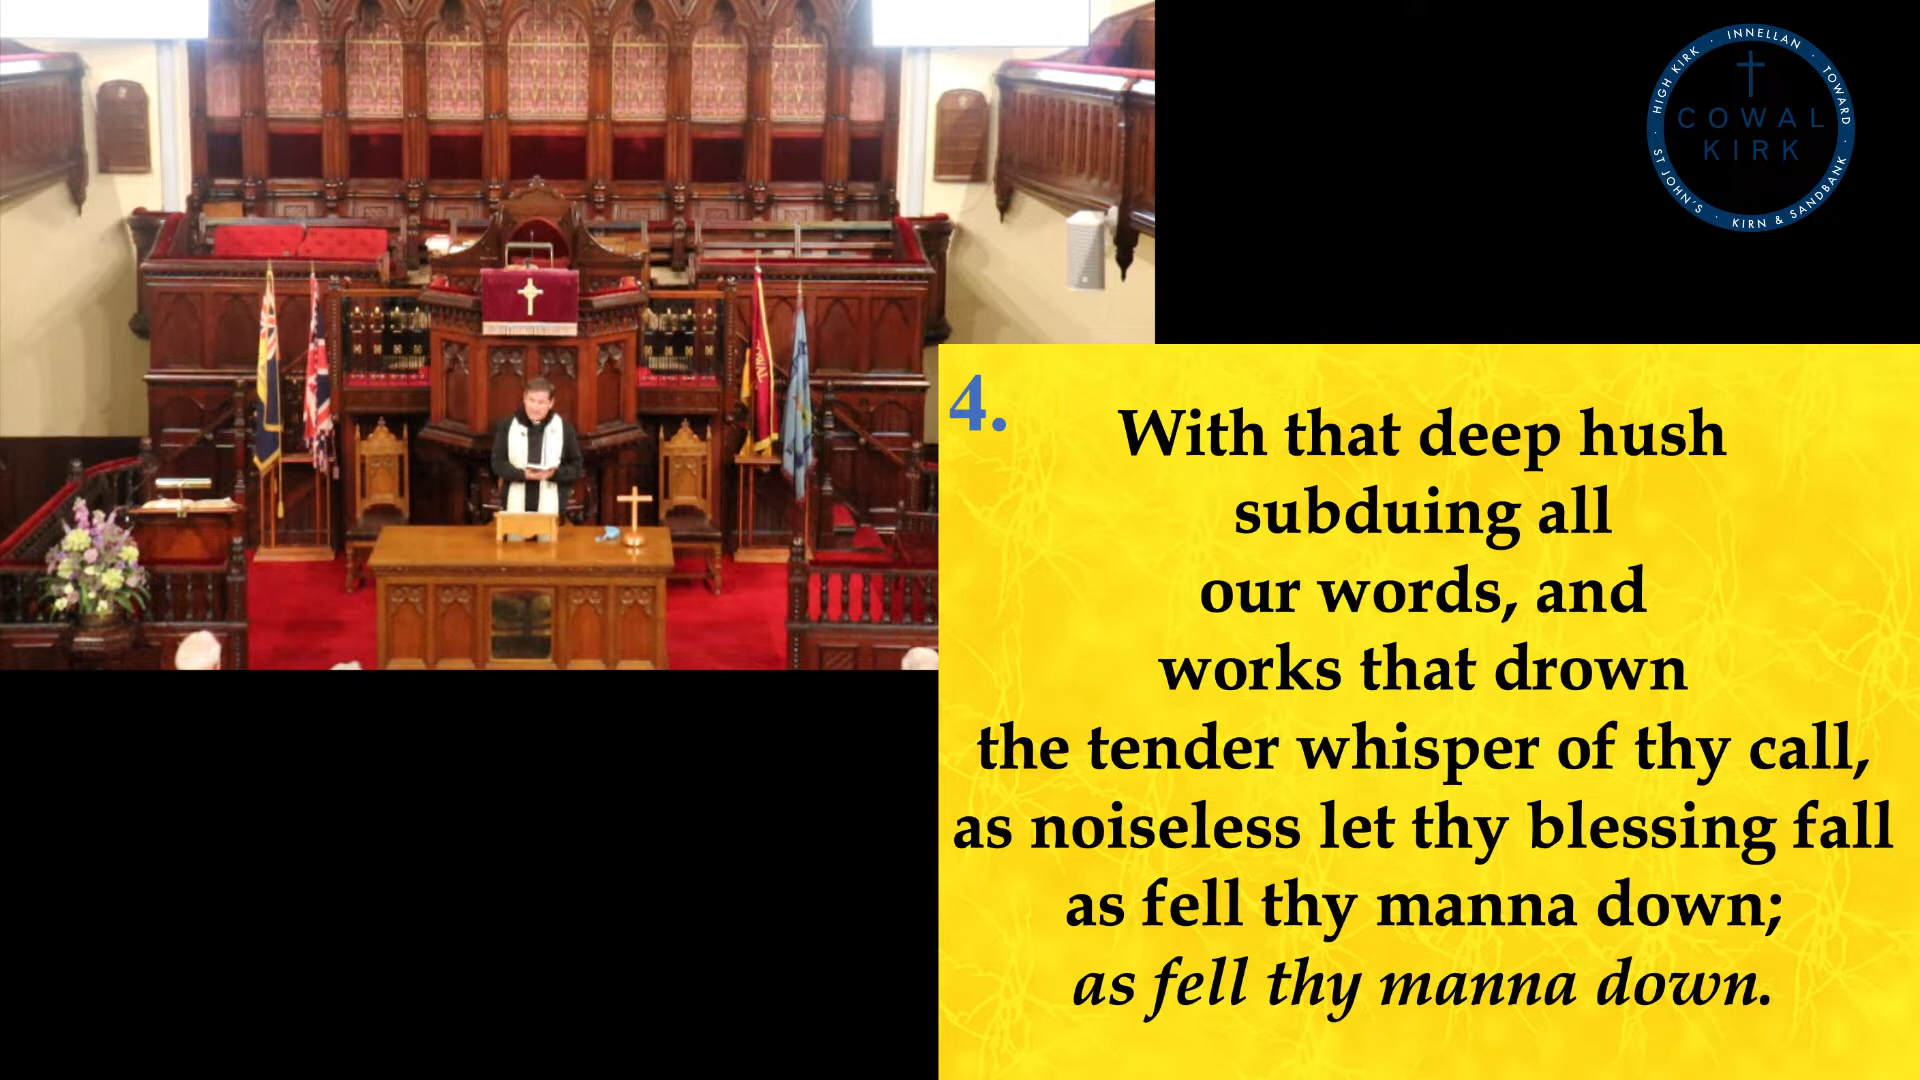 HIGH KIRK · INNELLAN · TOWARD · KIRN & SANDBANK · ST JOHN'S ·
COWAL
KIRK
4.
With that deep hush
subduing all
our words, and
works that drown
the tender whisper of thy call,
as noiseless let thy blessing fall
as fell thy manna down;
as fell thy manna down.